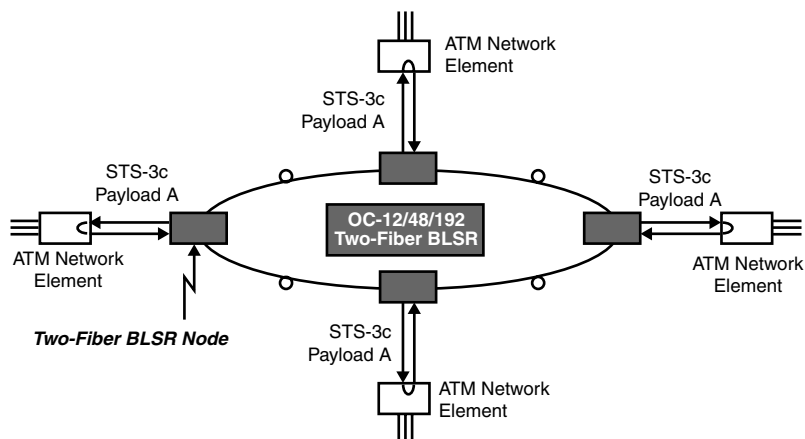 ATM Network
Element
STS-3c
Payload A
STS-3c
Payload A
STS-3c
Payload A
OC-12/48/192
Two-Fiber BLSR
ATM Network
Element
ATM Network
Element
Two-Fiber BLSR Node
STS-3c
Payload A
ATM Network
Element